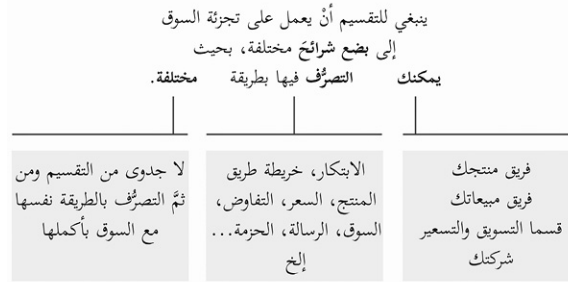 ينبغي للتقسيم أنْ يعمل على تجزئة السوق
إلى بضع شرائحَ مختلفة، بحيث
يمكنك التصرُّف فيها بطريقة مختلفة.
فريق منتجك
فريق مبيعاتك
قسما التسويق والتسعير
شركتك
الابتكار، خريطة طريق
المنتج، السعر، التفاوض،
السوق، الرسالة، الحزمة...
إلخ
لا جدوى من التقسيم ومن
ثمَّ التصرُّف بالطريقة نفسها
مع السوق بأكملها